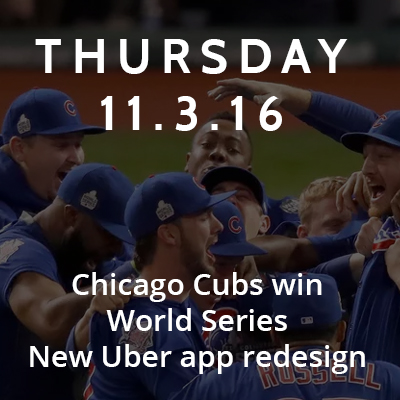 THURSDAY
11.3.16
Chicago Cubs win
World Series
New Uber app redesign
RUSSELL